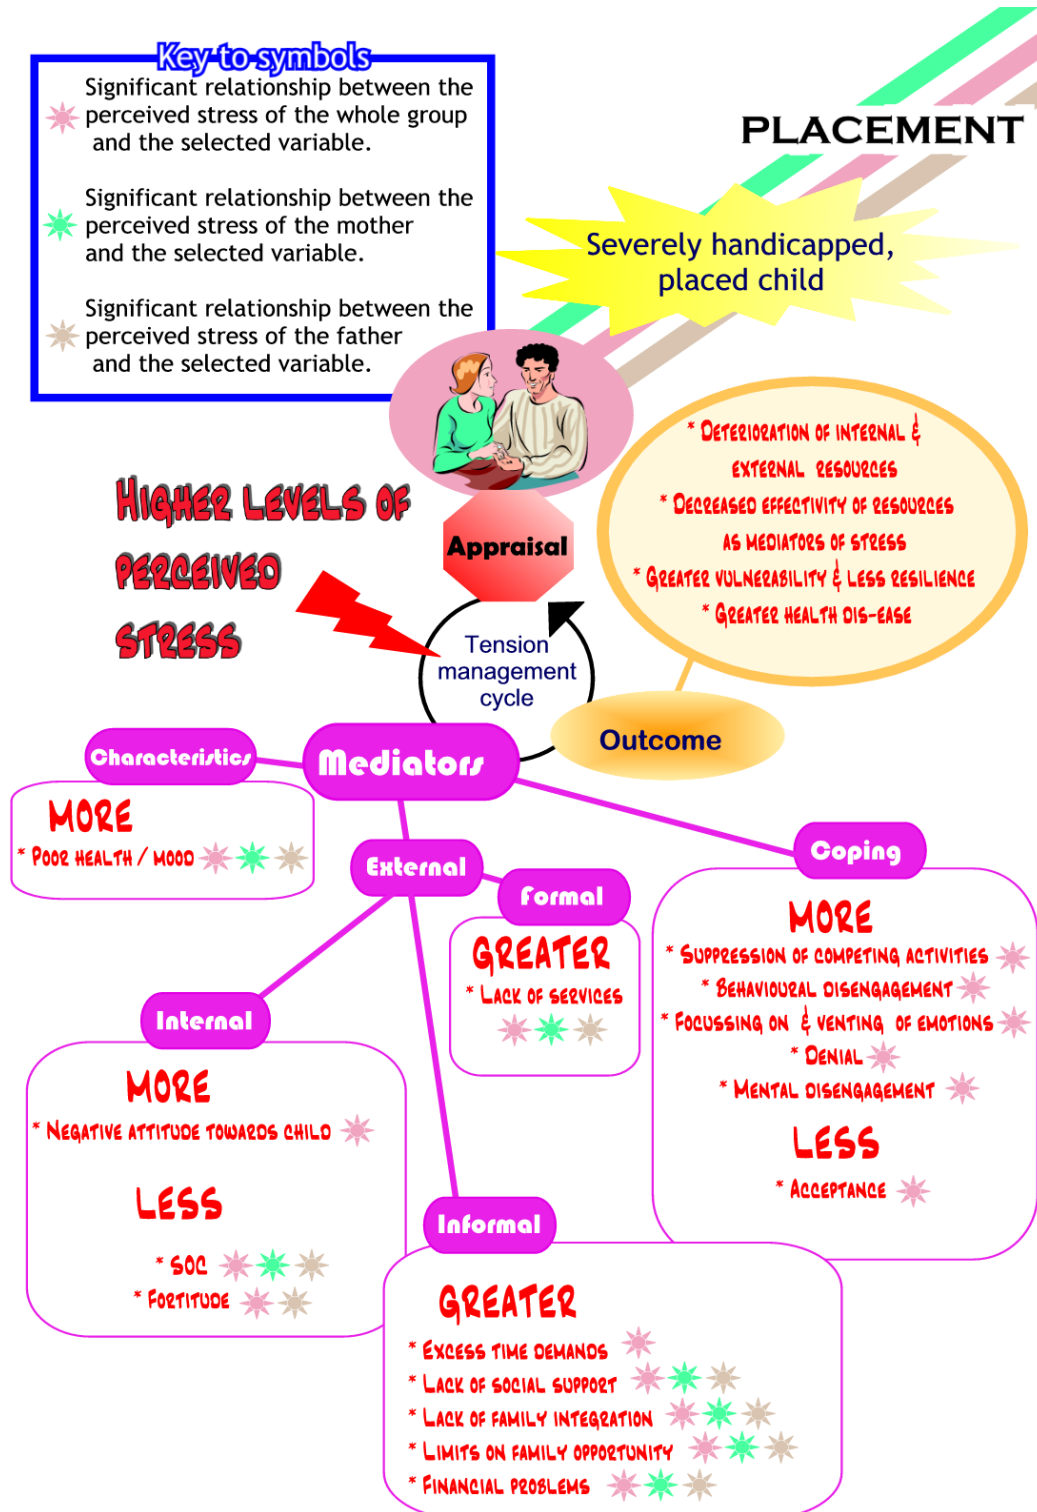 Key to symbols
Significant relationship between the
perceived stress of the whole group
and the selected variable.
Significant relationship between the
perceived stress of the mother
and the selected variable.
Significant relationship between the
perceived stress of the father
and the selected variable.
PLACEMENT
Severely handicapped,
placed child
* Deterioration of internal &
external resources
* Decreased effectivity of resources
as mediators of stress
* Greater vulnerability & less resilience
* Greater health dis-ease
Higher levels of
perceived
stress
Appraisal
Tension
management
cycle
Outcome
Mediators
Characteristics
MORE
* Poor health / mood
External
Formal
GREATER
* Lack of services
Coping
MORE
* Suppression of competing activities
* Behavioural disengagement
* Focussing on & venting of emotions
* Denial
* Mental disengagement
LESS
* Acceptance
Internal
MORE
* Negative attitude towards child
LESS
* SOC
* Fortitude
Informal
GREATER
* Excess time demands
* Lack of social support
* Lack of family integration
* Limits on family opportunity
* Financial problems